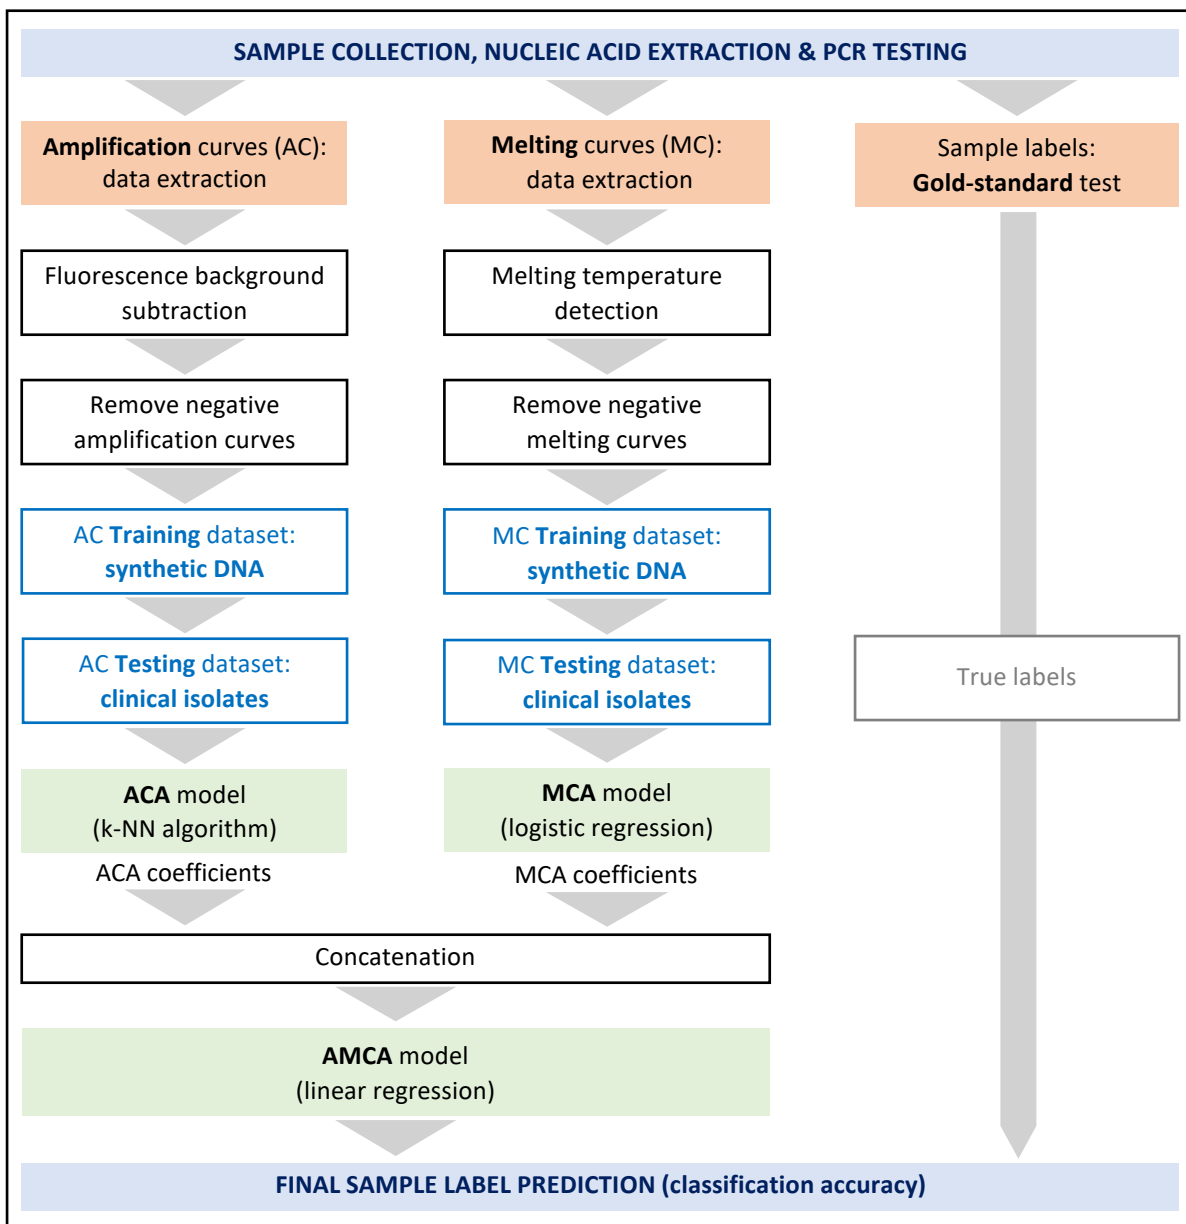 SAMPLE COLLECTION, NUCLEIC ACID EXTRACTION & PCR TESTING
Amplification curves (AC):
data extraction
Melting curves (MC):
data extraction
Sample labels:
Gold-standard test
Fluorescence background
subtraction
Melting temperature
detection
Remove negative
amplification curves
Remove negative
melting curves
AC Training dataset:
synthetic DNA
MC Training dataset:
synthetic DNA
AC Testing dataset:
clinical isolates
MC Testing dataset:
clinical isolates
True labels
ACA model
(k-NN algorithm)
MCA model
(logistic regression)
ACA coefficients
MCA coefficients
Concatenation
AMCA model
(linear regression)
FINAL SAMPLE LABEL PREDICTION (classification accuracy)